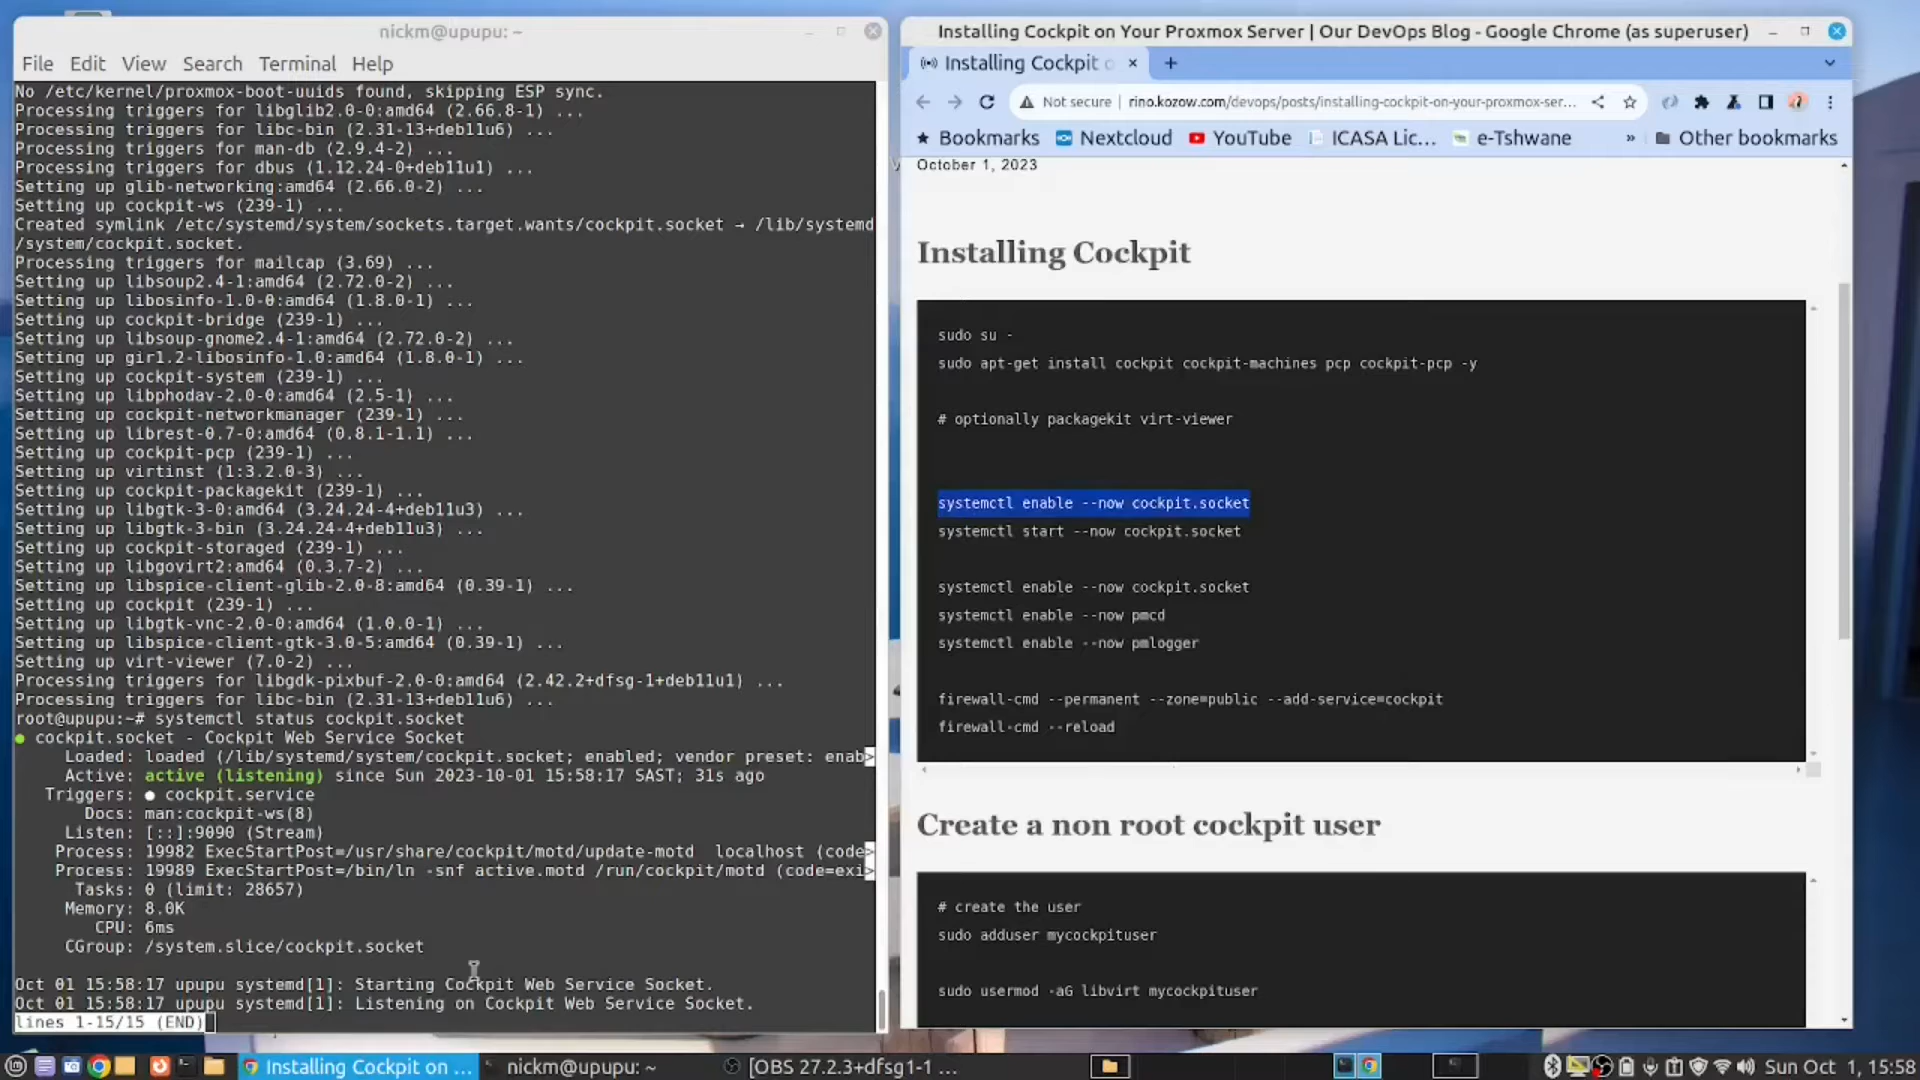 nickm@upupu: ~
File Edit View Search Terminal Help
No /etc/kernel/proxmox-boot-uuids found, skipping ESP sync.
Processing triggers for libglib2.0-0:amd64 (2.66.8-1) ...
Processing triggers for libc-bin (2.31-13+deb11u6) ...
Processing triggers for man-db (2.9.4-2) ...
Processing triggers for dbus (1.12.24-0+deb11u1) ...
Setting up glib-networking:amd64 (2.66.0-2) ...
Setting up cockpit-ws (239-1) ...
Created symlink /etc/systemd/system/sockets.target.wants/cockpit.socket → /lib/systemd
/system/cockpit.socket.
Processing triggers for mailcap (3.69) ...
Setting up libsoup2.4-1:amd64 (2.72.0-2) ...
Setting up libosinfo-1.0-0:amd64 (1.8.0-1) ...
Setting up cockpit-bridge (239-1) ...
Setting up libsoup-gnome2.4-1:amd64 (2.72.0-2) ...
Setting up gir1.2-libosinfo-1.0:amd64 (1.8.0-1) ...
Setting up cockpit-system (239-1) ...
Setting up libphodav-2.0-0:amd64 (2.5-1) ...
Setting up cockpit-networkmanager (239-1) ...
Setting up librest-0.7-0:amd64 (0.8.1-1.1) ...
Setting up cockpit-pcp (239-1) ...
Setting up virtinst (1:3.2.0-3) ...
Setting up cockpit-packagekit (239-1) ...
Setting up libgtk-3-0:amd64 (3.24.24-4+deb11u3) ...
Setting up libgtk-3-bin (3.24.24-4+deb11u3) ...
Setting up cockpit-storaged (239-1) ...
Setting up libgovirt2:amd64 (0.3.7-2) ...
Setting up libspice-client-glib-2.0-8:amd64 (0.39-1) ...
Setting up cockpit (239-1) ...
Setting up libgtk-vnc-2.0-0:amd64 (1.0.0-1) ...
Setting up libspice-client-gtk-3.0-5:amd64 (0.39-1) ...
Setting up virt-viewer (7.0-2) ...
Processing triggers for libgdk-pixbuf-2.0-0:amd64 (2.42.2+dfsg-1+deb11u1) ...
Processing triggers for libc-bin (2.31-13+deb11u6) ...
root@upupu:~# systemctl status cockpit.socket
● cockpit.socket - Cockpit Web Service Socket
Loaded: loaded (/lib/systemd/system/cockpit.socket; enabled; vendor preset: enab>
Active: active (listening) since Sun 2023-10-01 15:58:17 SAST; 31s ago
Triggers: ● cockpit.service
Docs: man:cockpit-ws(8)
Listen: [::]:9090 (Stream)
Process: 19982 ExecStartPost=/usr/share/cockpit/motd/update-motd  localhost (code>
Process: 19989 ExecStartPost=/bin/ln -snf active.motd /run/cockpit/motd (code=exi>
Tasks: 0 (limit: 28657)
Memory: 8.0K
CPU: 6ms
CGroup: /system.slice/cockpit.socket
Oct 01 15:58:17 upupu systemd[1]: Starting Cockpit Web Service Socket.
Oct 01 15:58:17 upupu systemd[1]: Listening on Cockpit Web Service Socket.
lines 1-15/15 (END)
Installing Cockpit on Your Proxmox Server | Our DevOps Blog - Google Chrome (as superuser)
Installing Cockpit o
Not secure | rino.kozow.com/devops/posts/installing-cockpit-on-your-proxmox-ser...
Bookmarks Nextcloud YouTube ICASA Lic... e-Tshwane » Other bookmarks
October 1, 2023
Installing Cockpit
sudo su -
sudo apt-get install cockpit cockpit-machines pcp cockpit-pcp -y
# optionally packagekit virt-viewer
systemctl enable --now cockpit.socket
systemctl start --now cockpit.socket
systemctl enable --now cockpit.socket
systemctl enable --now pmcd
systemctl enable --now pmlogger
firewall-cmd --permanent --zone=public --add-service=cockpit
firewall-cmd --reload
Create a non root cockpit user
# create the user
sudo adduser mycockpituser
sudo usermod -aG libvirt mycockpituser
Installing Cockpit on ... nickm@upupu: ~ [OBS 27.2.3+dfsg1-1 ... Sun Oct 1, 15:58